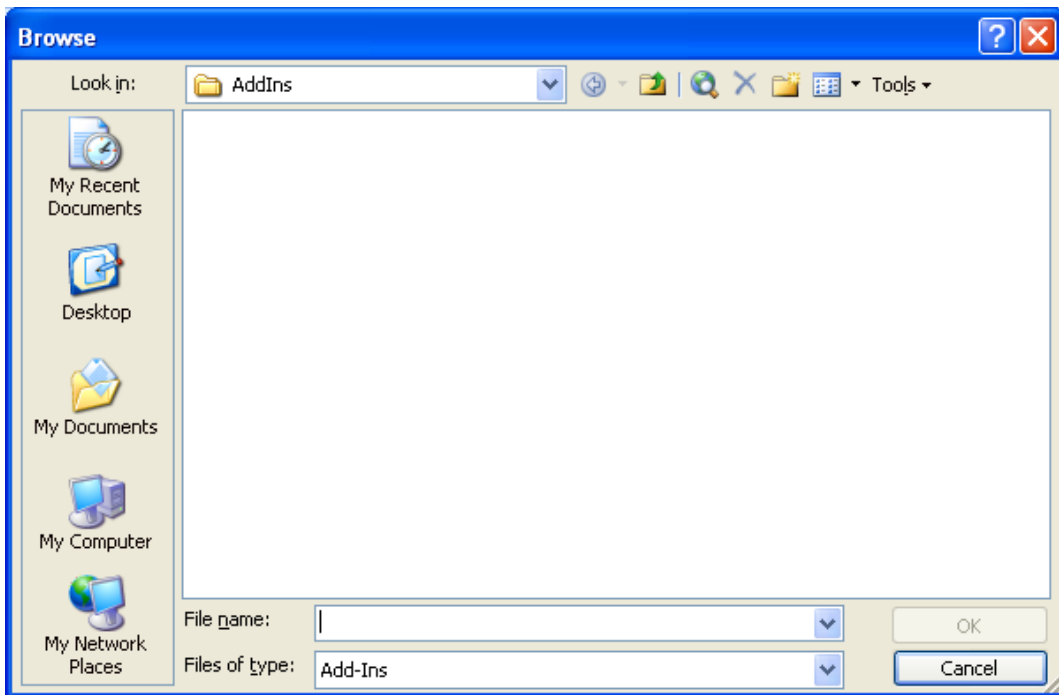 Browse
Look in:
AddIns
Tools
My Recent
Documents
Desktop
My Documents
My Computer
My Network
Places
File name:
OK
Files of type:
Add-Ins
Cancel